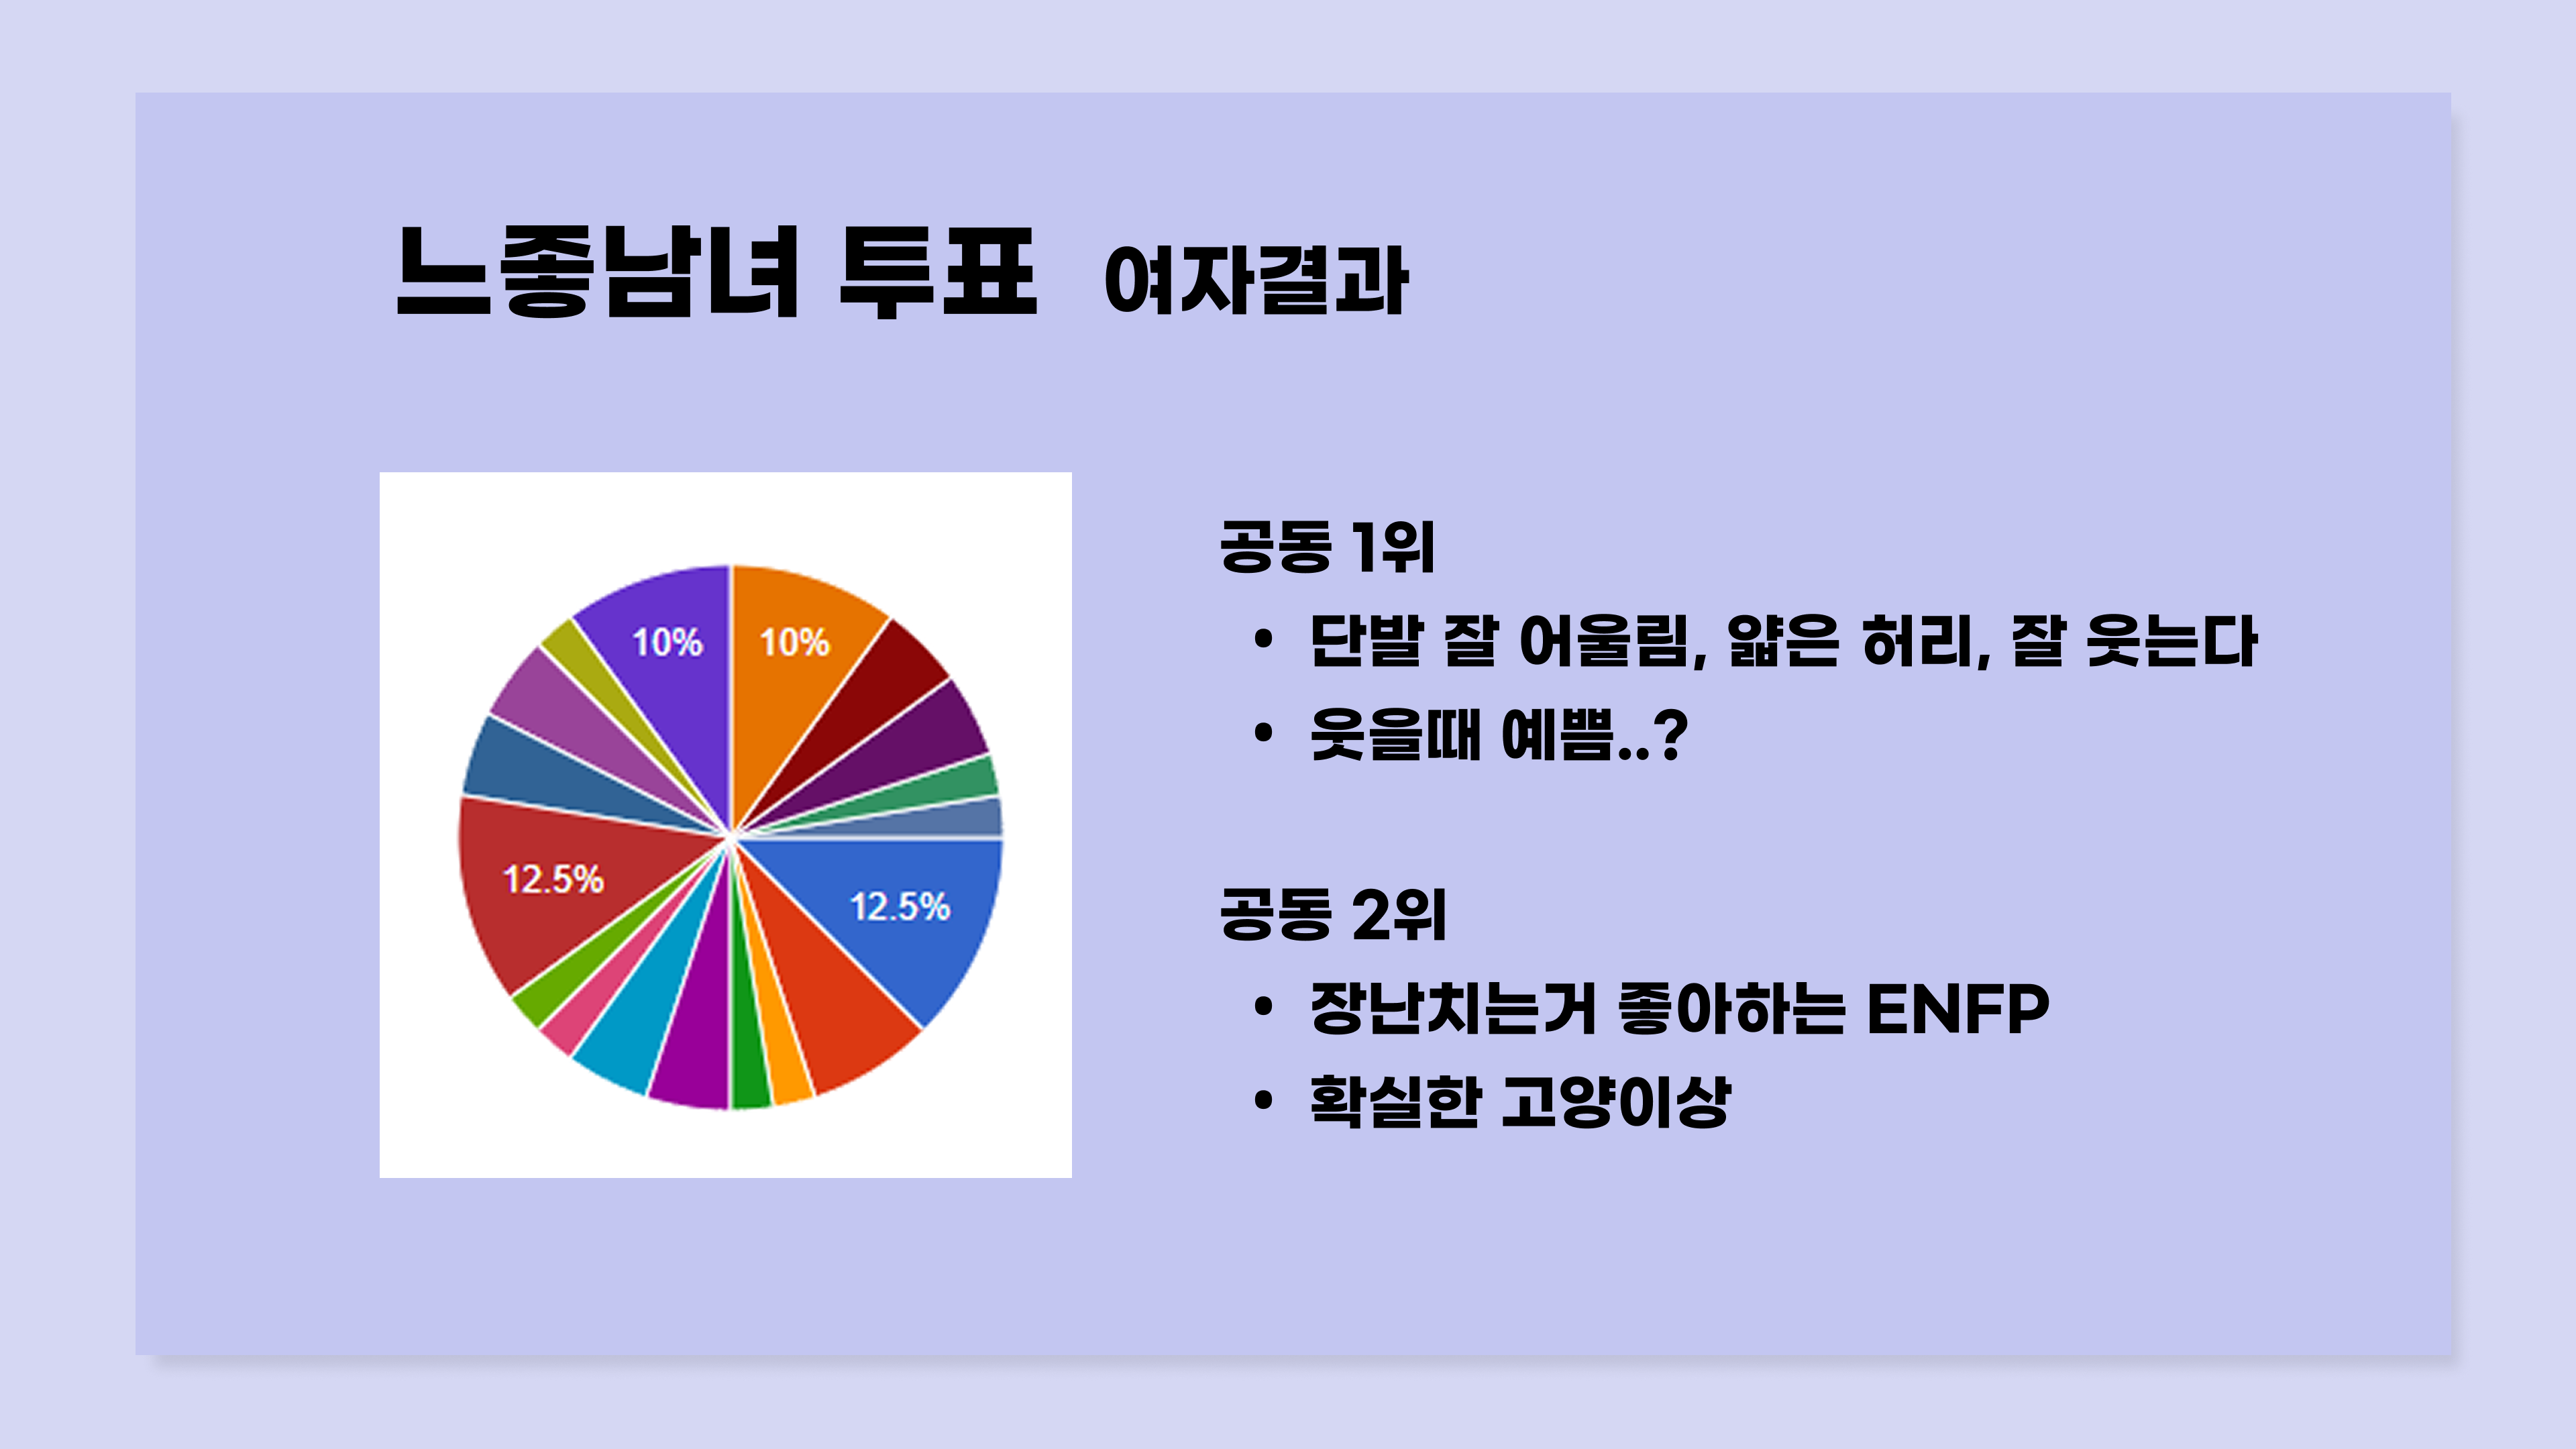 느좋남녀 투표 여자결과
10% 10%
12.5%
12.5%
공동 1위
• 단발 잘 어울림, 얇은 허리, 잘 웃는다
• 웃을때 예쁨..?
공동 2위
• 장난치는거 좋아하는 ENFP
• 확실한 고양이상